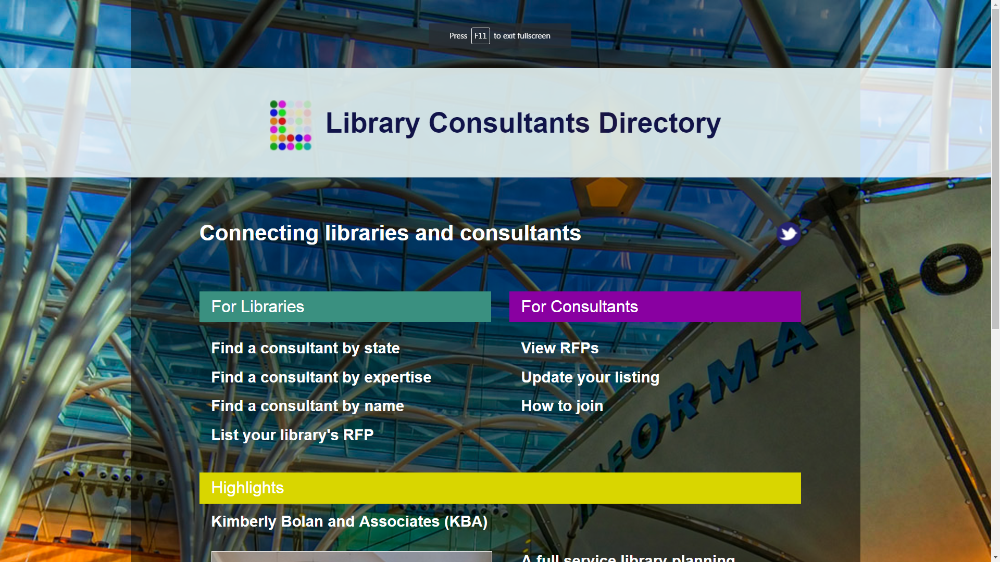 Press F11 to exit fullscreen
Library Consultants Directory
Connecting libraries and consultants
For Libraries
Find a consultant by state
Find a consultant by expertise
Find a consultant by name
List your library's RFP
For Consultants
View RFPs
Update your listing
How to join
INFORMATIO
Highlights
Kimberly Bolan and Associates (KBA)
A full service library planning